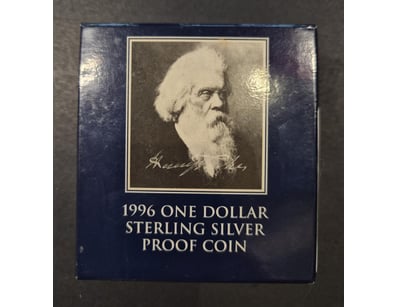 1996 ONE DOLLAR
STERLING SILVER
PROOF COIN